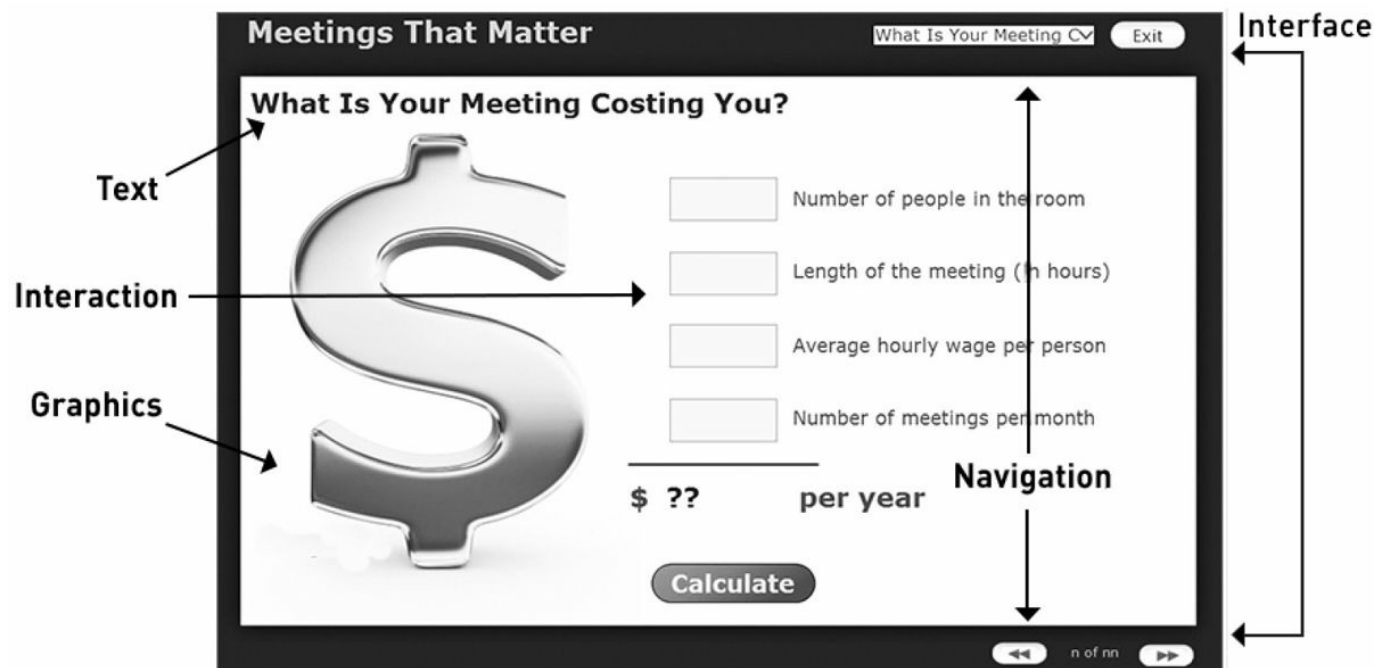 Meetings That Matter
What Is Your Meeting C
Exit
Interface
What Is Your Meeting Costing You?
Text
Number of people in the room
Interaction
Length of the meeting (in hours)
Average hourly wage per person
Graphics
Number of meetings per month
Navigation
$ ?? per year
Calculate
n of nn